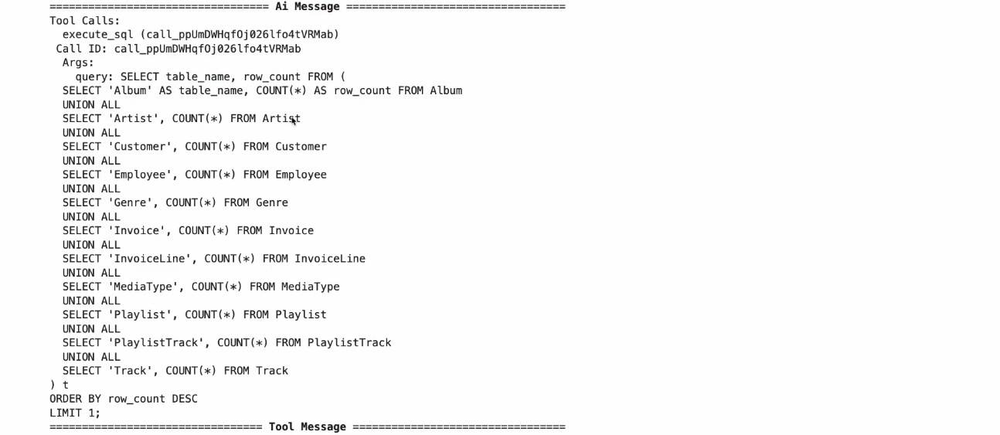 ================================== Ai Message ==================================
Tool Calls:
  execute_sql (call_ppUmDWHqfOj026lfo4tVRMab)
 Call ID: call_ppUmDWHqfOj026lfo4tVRMab
  Args:
    query: SELECT table_name, row_count FROM (
  SELECT 'Album' AS table_name, COUNT(*) AS row_count FROM Album
  UNION ALL
  SELECT 'Artist', COUNT(*) FROM Artist
  UNION ALL
  SELECT 'Customer', COUNT(*) FROM Customer
  UNION ALL
  SELECT 'Employee', COUNT(*) FROM Employee
  UNION ALL
  SELECT 'Genre', COUNT(*) FROM Genre
  UNION ALL
  SELECT 'Invoice', COUNT(*) FROM Invoice
  UNION ALL
  SELECT 'InvoiceLine', COUNT(*) FROM InvoiceLine
  UNION ALL
  SELECT 'MediaType', COUNT(*) FROM MediaType
  UNION ALL
  SELECT 'Playlist', COUNT(*) FROM Playlist
  UNION ALL
  SELECT 'PlaylistTrack', COUNT(*) FROM PlaylistTrack
  UNION ALL
  SELECT 'Track', COUNT(*) FROM Track
) t
ORDER BY row_count DESC
LIMIT 1;
================================= Tool Message =================================